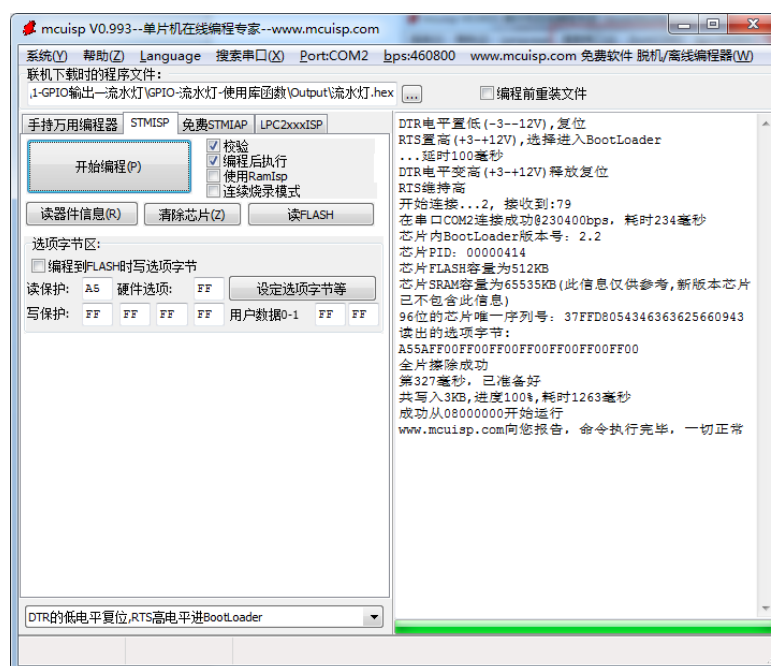 mcuisp V0.993--单片机在线编程专家--www.mcuisp.com
系统(Y) 帮助(Z) Language 搜索串口(X) Port:COM2 bps:460800 www.mcuisp.com 免费软件 脱机/离线编程器(W)
联机下载时的程序文件:
.1-GPIO输出—流水灯\GPIO-流水灯-使用库函数\Output\流水灯.hex ... 编程前重装文件
手持万用编程器 STMISP 免费STMIAP LPC2xxxISP
开始编程(P)
校验
编程后执行
使用RamIsp
连续烧录模式
读器件信息(R) 清除芯片(Z) 读FLASH
选项字节区:
编程到FLASH时写选项字节
读保护: A5 硬件选项: FF 设定选项字节等
写保护: FF FF FF FF 用户数据0-1 FF FF
DTR的低电平复位,RTS高电平进BootLoader
DTR电平置低(-3--12V),复位
RTS置高(+3-+12V),选择进入BootLoader
...延时100毫秒
DTR电平变高(+3-+12V)释放复位
RTS维持高
开始连接...2, 接收到:79
在串口COM2连接成功@230400bps, 耗时234毫秒
芯片内BootLoader版本号: 2.2
芯片PID: 00000414
芯片FLASH容量为512KB
芯片SRAM容量为65535KB(此信息仅供参考,新版本芯片
已不包含此信息)
96位的芯片唯一序列号: 37FFD8054346363625660943
读出的选项字节:
A55AFF00FF00FF00FF00FF00FF00FF00
全片擦除成功
第327毫秒, 已准备好
共写入3KB,进度100%,耗时1263毫秒
成功从08000000开始运行
www.mcuisp.com向您报告, 命令执行完毕, 一切正常